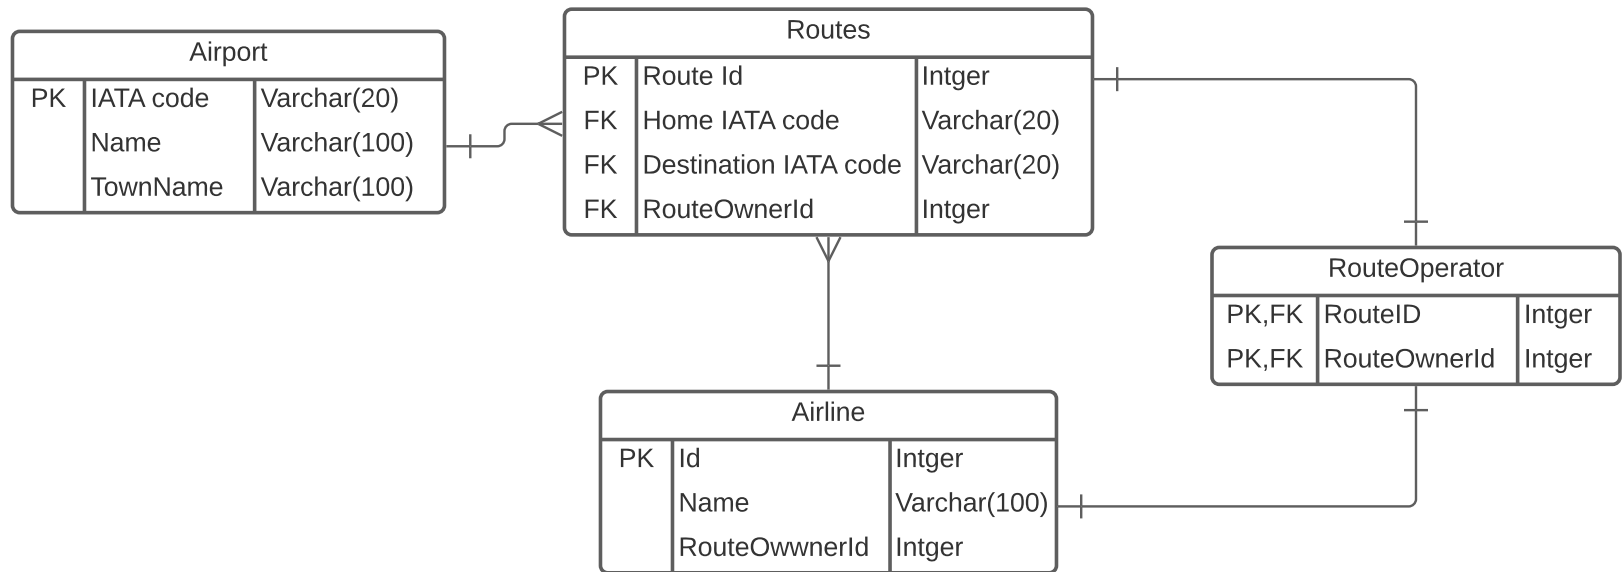 Airport
PK IATA code Varchar(20)
Name Varchar(100)
TownName Varchar(100)
Routes
PK Route Id Intger
FK Home IATA code Varchar(20)
FK Destination IATA code Varchar(20)
FK RouteOwnerId Intger
RouteOperator
PK,FK RouteID Intger
PK,FK RouteOwnerId Intger
Airline
PK Id Intger
Name Varchar(100)
RouteOwwnerId Intger